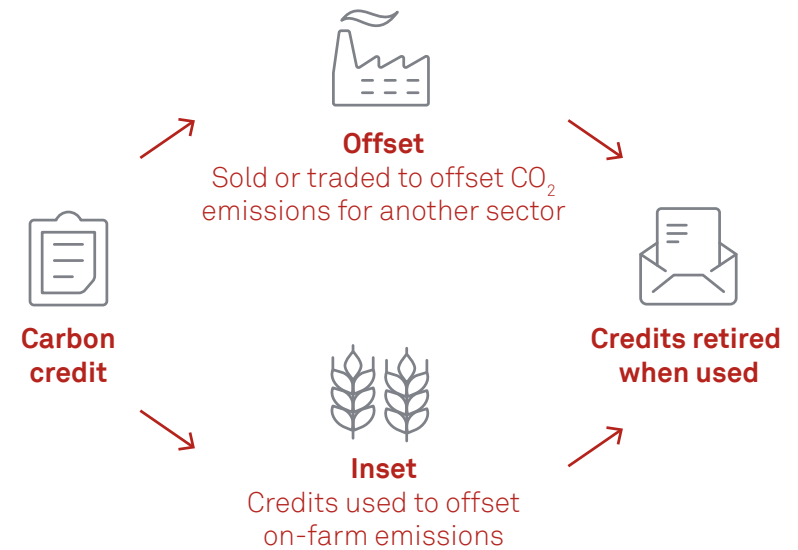 Offset
Sold or traded to offset CO₂
emissions for another sector
Carbon
credit
Credits retired
when used
Inset
Credits used to offset
on-farm emissions